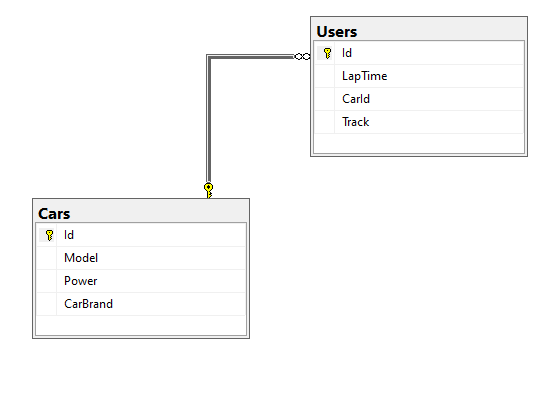 Users
Id
LapTime
CarId
Track
Cars
Id
Model
Power
CarBrand